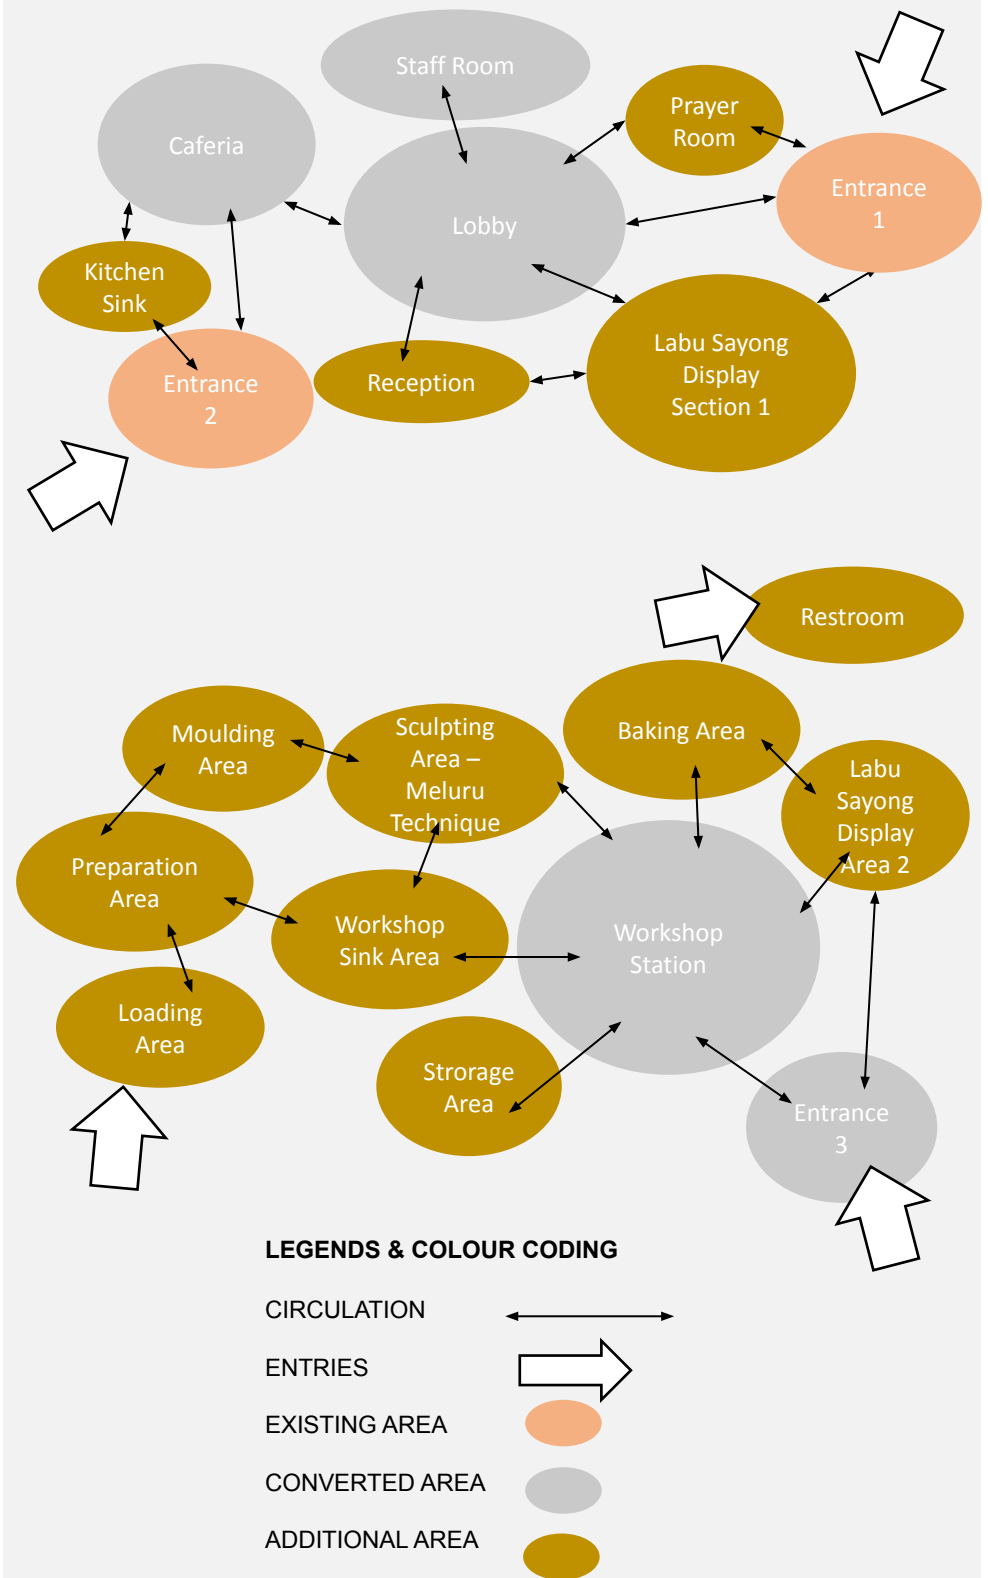 Staff Room
Prayer
Room
Caferia
Entrance
1
Lobby
Kitchen
Sink
Labu Sayong
Display
Section 1
Reception
Entrance
2
Restroom
Moulding
Area
Sculpting
Area –
Meluru
Technique
Baking Area
Labu
Sayong
Display
Area 2
Preparation
Area
Workshop
Sink Area
Workshop
Station
Loading
Area
Strorage
Area
Entrance
3
LEGENDS & COLOUR CODING
CIRCULATION
ENTRIES
EXISTING AREA
CONVERTED AREA
ADDITIONAL AREA